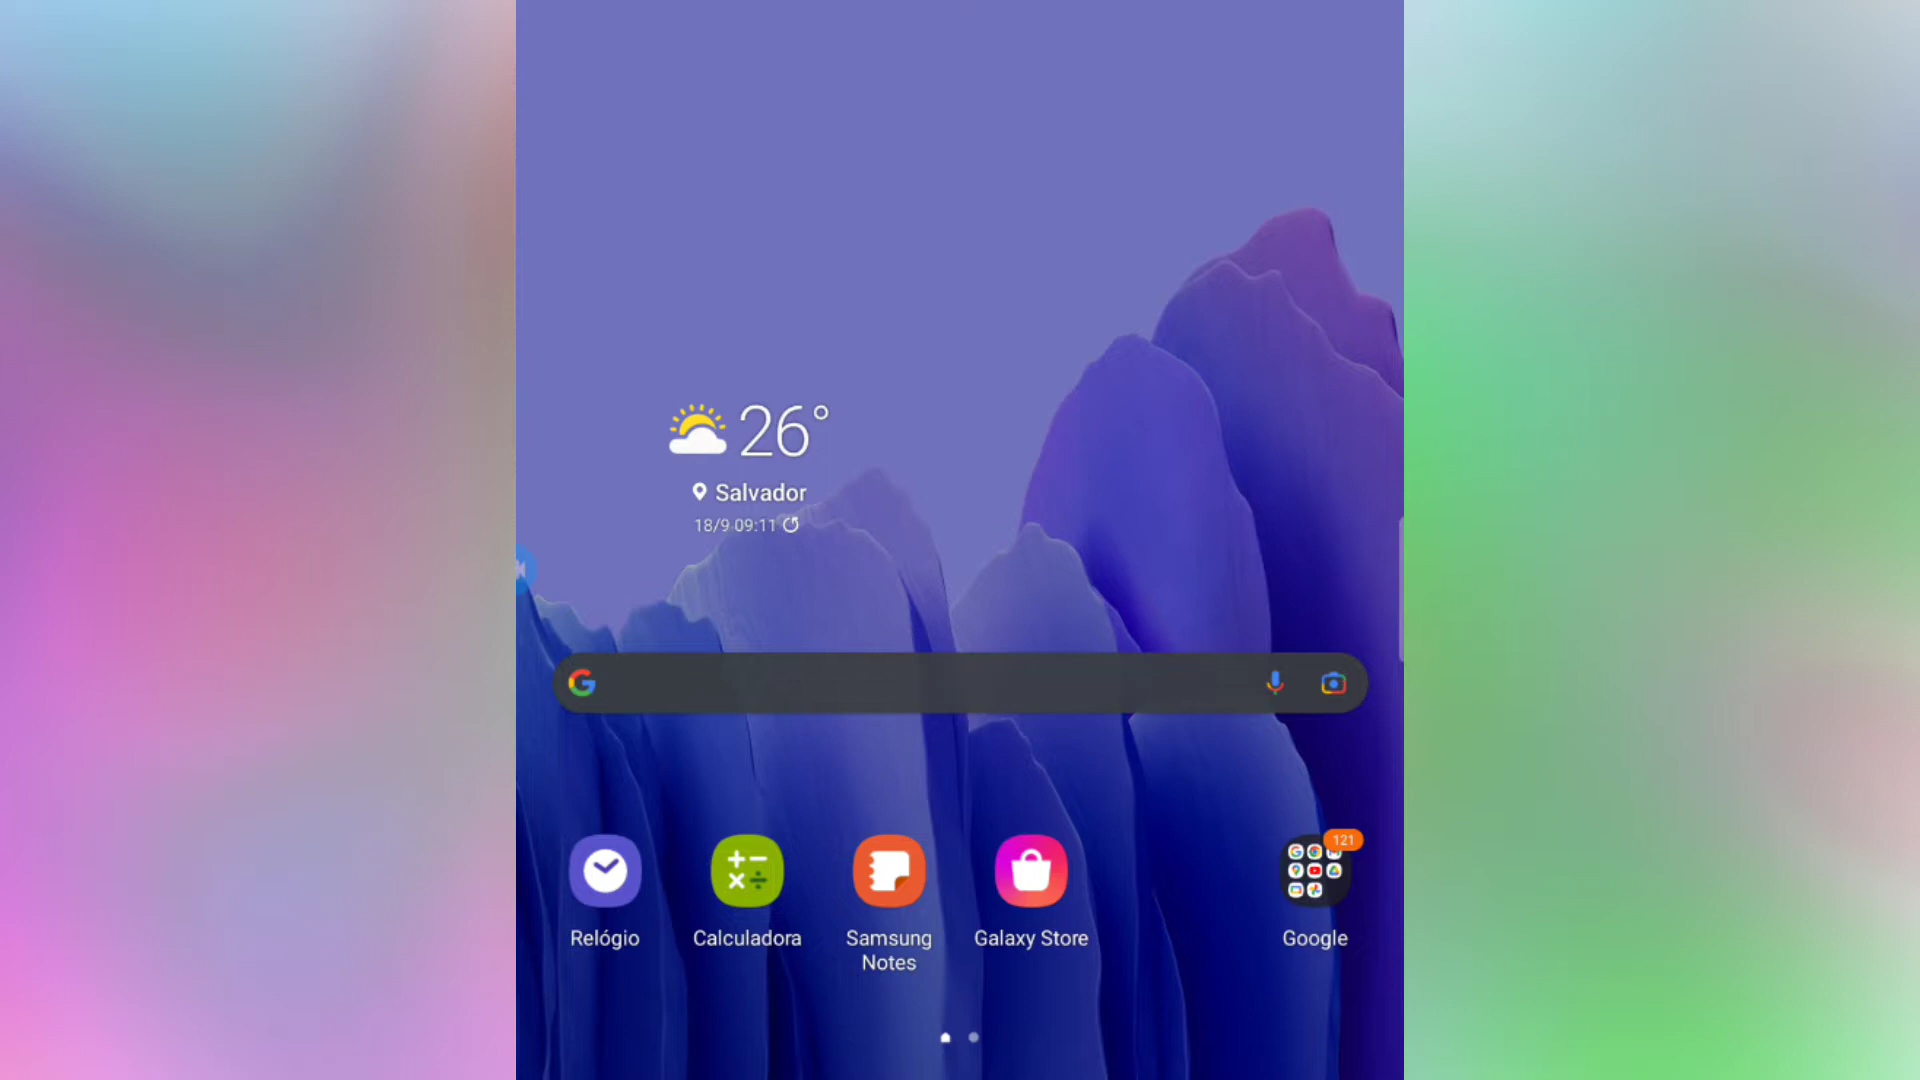 26°
Salvador
18/9 09:11
121
Relógio
Calculadora
Samsung
Notes
Galaxy Store
Google